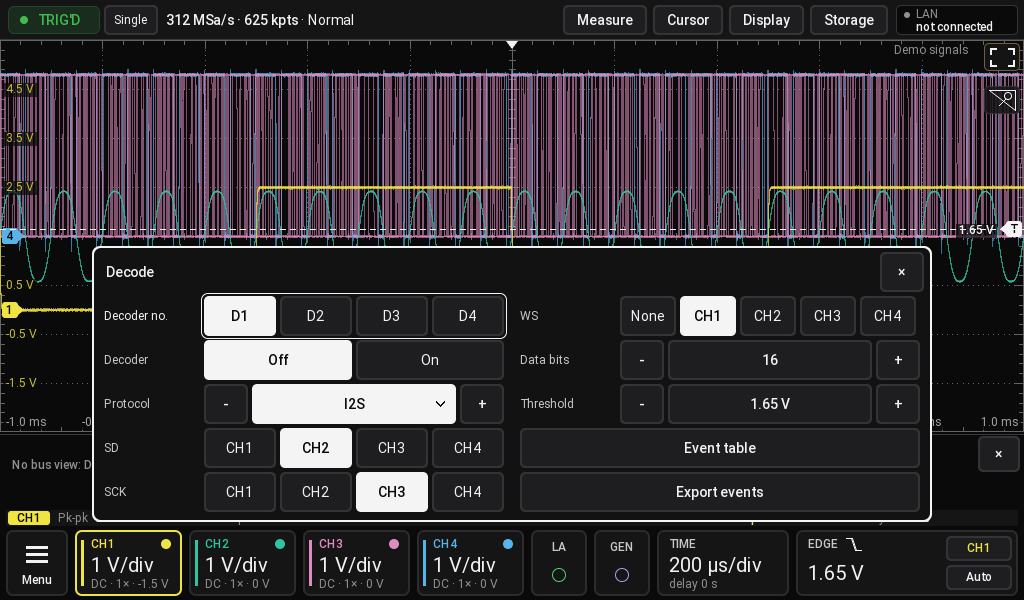 TRIG'D Single 312 MSa/s · 625 kpts · Normal Measure Cursor Display Storage LAN not connected
Demo signals
4.5 V
3.5 V
2.5 V
4
1.65 V T
Decode ×
0.5 V
Decoder no. D1 D2 D3 D4 WS None CH1 CH2 CH3 CH4
1
-0.5 V
Decoder Off On Data bits - 16 +
-1.5 V
Protocol - I2S + Threshold - 1.65 V +
-1.0 ms 1.0 ms
SD CH1 CH2 CH3 CH4 Event table
No bus view: D ×
SCK CH1 CH2 CH3 CH4 Export events
CH1 Pk-pk
Menu
CH1 1 V/div DC · 1× · -1.5 V
CH2 1 V/div DC · 1× · 0 V
CH3 1 V/div DC · 1× · 0 V
CH4 1 V/div DC · 1× · 0 V
LA
GEN
TIME 200 µs/div delay 0 s
EDGE 1.65 V CH1 Auto